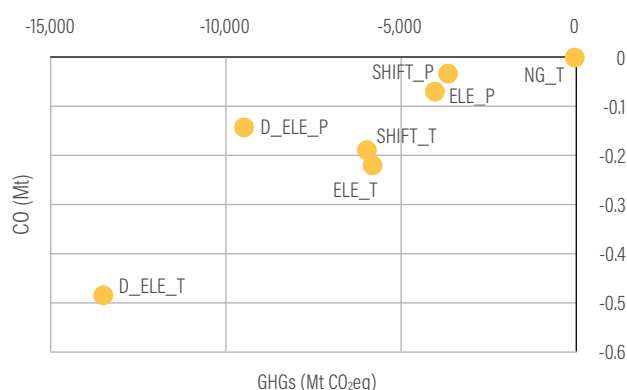 -15,000 -10,000 -5,000 0
0
SHIFT_P
NG_T
ELE_P
-0.1
D_ELE_P
SHIFT_T
-0.2
ELE_T
CO (Mt)
-0.3
-0.4
D_ELE_T
-0.5
-0.6
GHGs (Mt CO₂eq)